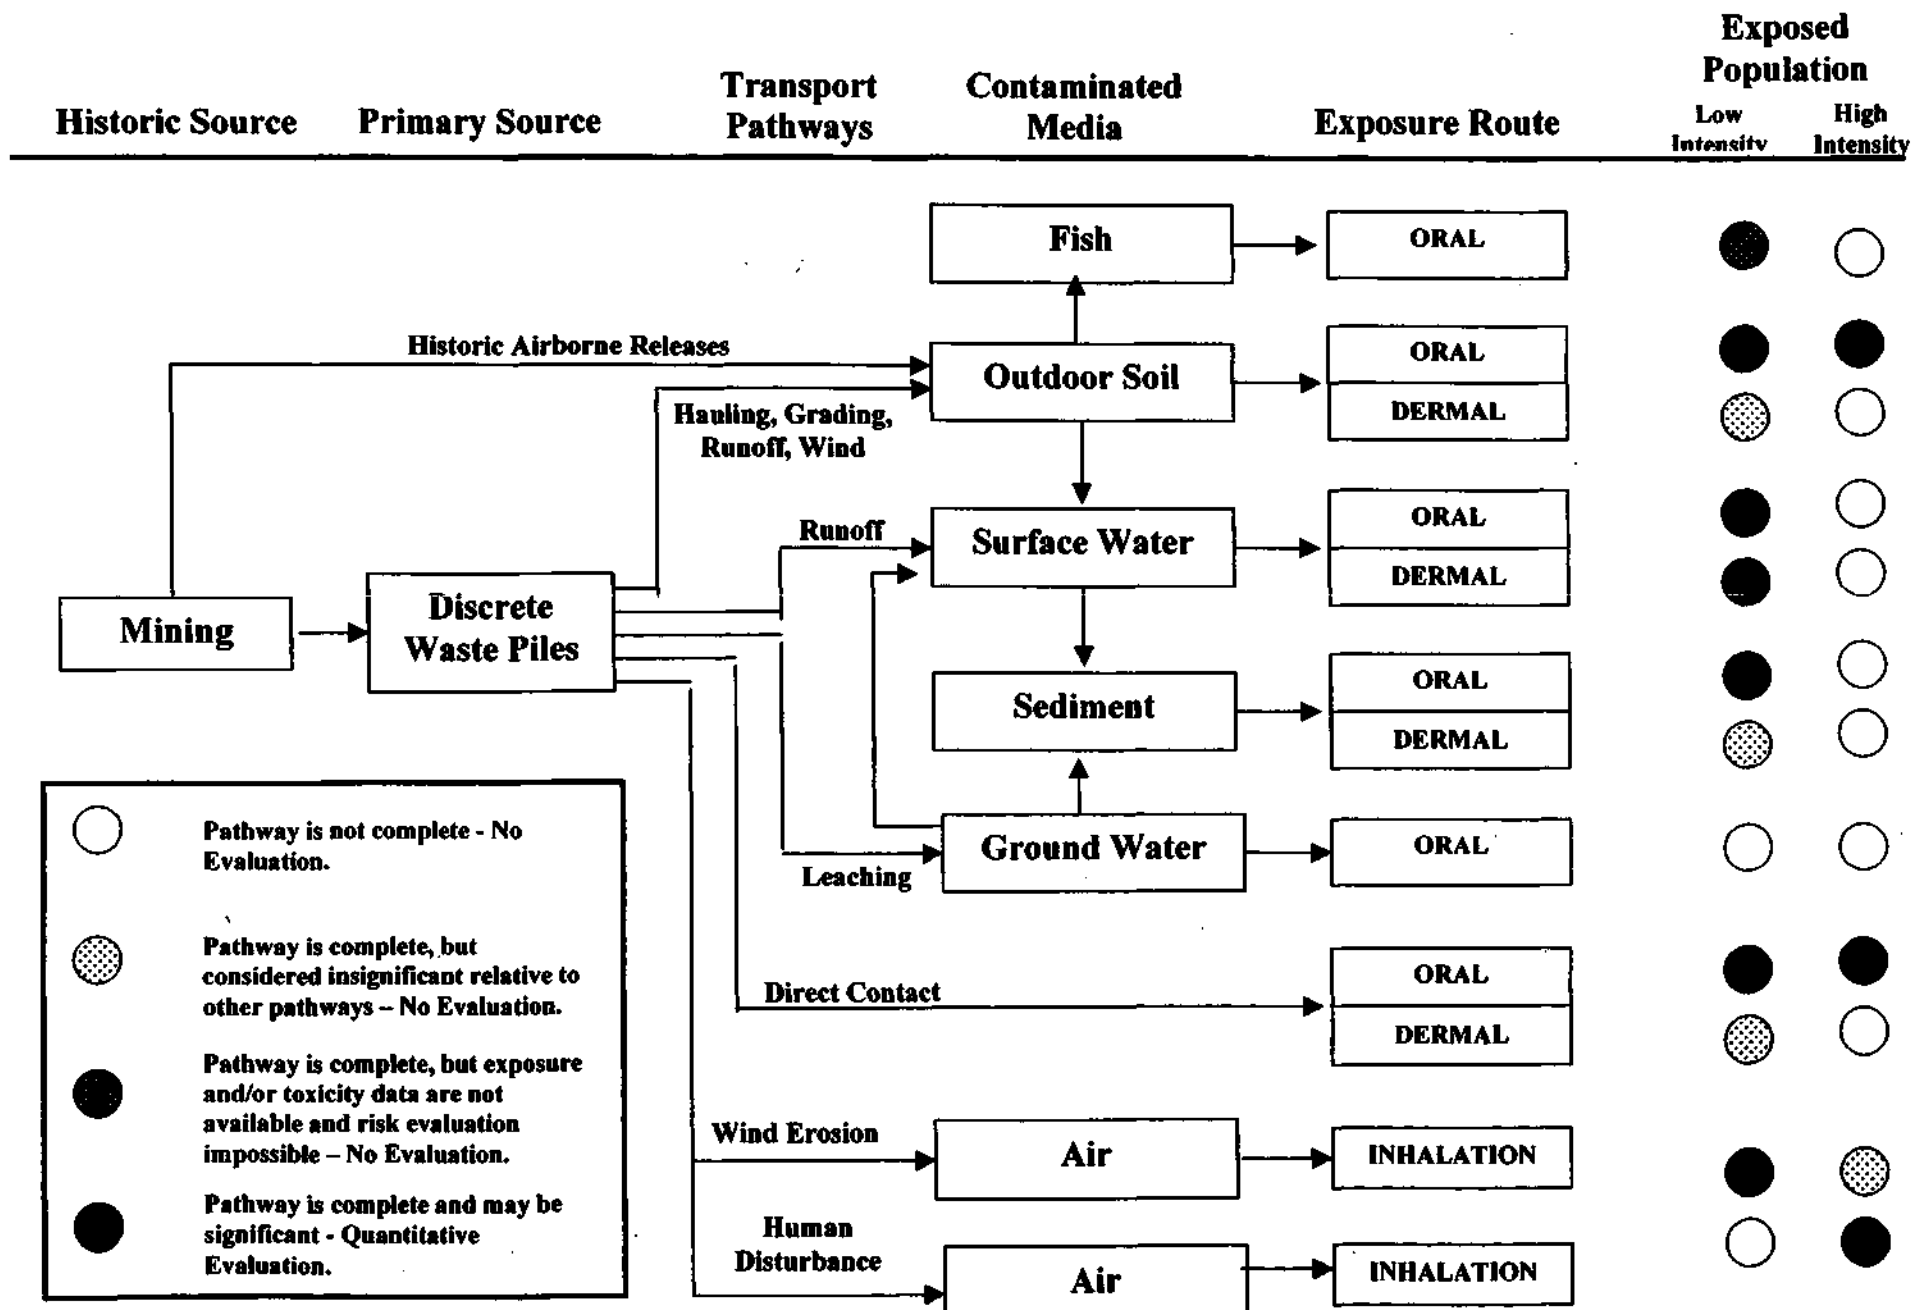 Exposed
Population
Transport
Pathways
Contaminated
Media
Historic Source
Primary Source
Exposure Route
Low
Intensity
High
Intensity
Fish
ORAL
Historic Airborne Releases
Outdoor Soil
ORAL
DERMAL
Hauling, Grading,
Runoff, Wind
Runoff
Surface Water
ORAL
DERMAL
Mining
Discrete
Waste Piles
Sediment
ORAL
DERMAL
Ground Water
ORAL
Leaching
Direct Contact
ORAL
DERMAL
Wind Erosion
Air
INHALATION
Human
Disturbance
Air
INHALATION
Pathway is not complete - No
Evaluation.
Pathway is complete, but
considered insignificant relative to
other pathways – No Evaluation.
Pathway is complete, but exposure
and/or toxicity data are not
available and risk evaluation
impossible – No Evaluation.
Pathway is complete and may be
significant - Quantitative
Evaluation.